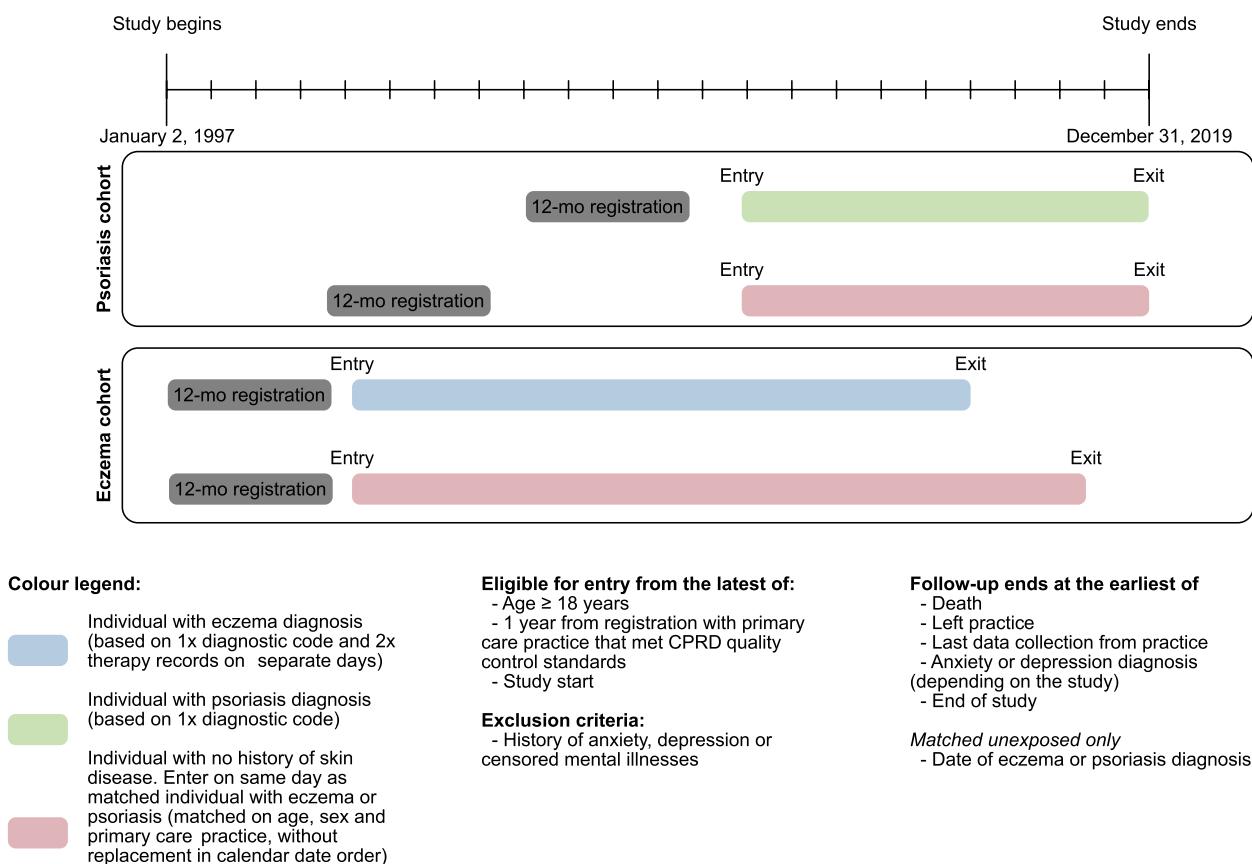 Study begins
Study ends
January 2, 1997
December 31, 2019
Psoriasis cohort
Entry
Exit
12-mo registration
Entry
Exit
12-mo registration
Eczema cohort
Entry
Exit
12-mo registration
Entry
Exit
12-mo registration
Colour legend:
Individual with eczema diagnosis
(based on 1x diagnostic code and 2x
therapy records on separate days)
Individual with psoriasis diagnosis
(based on 1x diagnostic code)
Individual with no history of skin
disease. Enter on same day as
matched individual with eczema or
psoriasis (matched on age, sex and
primary care practice, without
replacement in calendar date order)
Eligible for entry from the latest of:
- Age ≥ 18 years
- 1 year from registration with primary
care practice that met CPRD quality
control standards
- Study start
Exclusion criteria:
- History of anxiety, depression or
censored mental illnesses
Follow-up ends at the earliest of
- Death
- Left practice
- Last data collection from practice
- Anxiety or depression diagnosis
(depending on the study)
- End of study
Matched unexposed only
- Date of eczema or psoriasis diagnosis